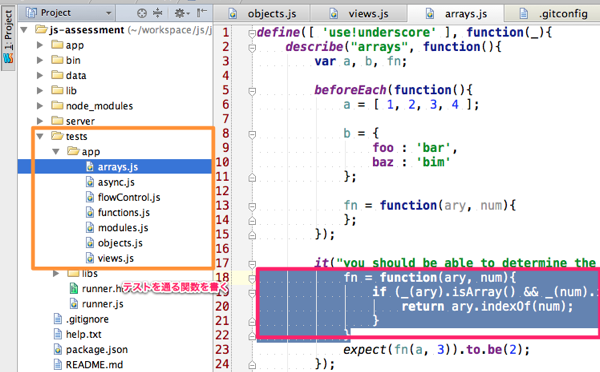 1: Project
Project
js-assessment (~/workspace/js/j
app
bin
data
lib
node_modules
server
tests
app
arrays.js
async.js
flowControl.js
functions.js
modules.js
objects.js
views.js
libs
runner.h
テストを通る関数を書く
runner.js
.gitignore
help.txt
package.json
README.md
objects.js
views.js
arrays.js
.gitconfig
1 define([ 'use!underscore' ], function(_){
2 describe("arrays", function(){
3 var a, b, fn;
4
5 beforeEach(function(){
6 a = [ 1, 2, 3, 4 ];
7
8 b = {
9 foo : 'bar',
10 baz : 'bim'
11 };
12
13 fn = function(ary, num){
14 };
15 });
16
17 it("you should be able to determine the
18 fn = function(ary, num){
19 if (_(ary).isArray() && _(num).
20 return ary.indexOf(num);
21 }
22 }
23 expect(fn(a, 3)).to.be(2);
24 });